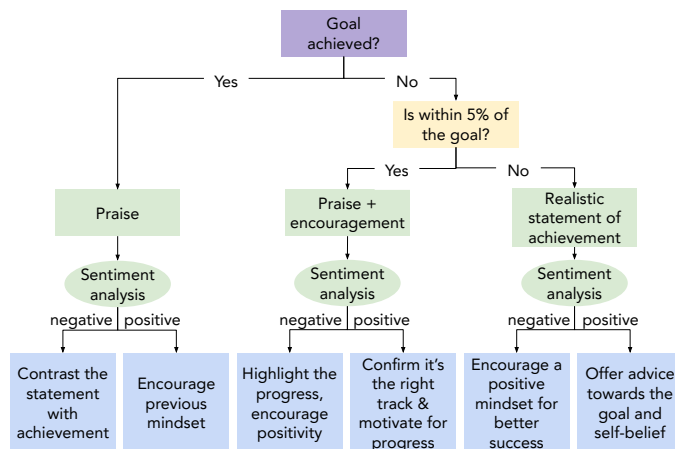 Goal
achieved?
Yes
No
Is within 5% of
the goal?
Yes
No
Praise
Praise +
encouragement
Realistic
statement of
achievement
Sentiment
analysis
Sentiment
analysis
Sentiment
analysis
negative
positive
negative
positive
negative
positive
Contrast the
statement
with
achievement
Encourage
previous
mindset
Highlight the
progress,
encourage
positivity
Confirm it's
the right
track &
motivate for
progress
Encourage a
positive
mindset for
better
success
Offer advice
towards the
goal and
self-belief